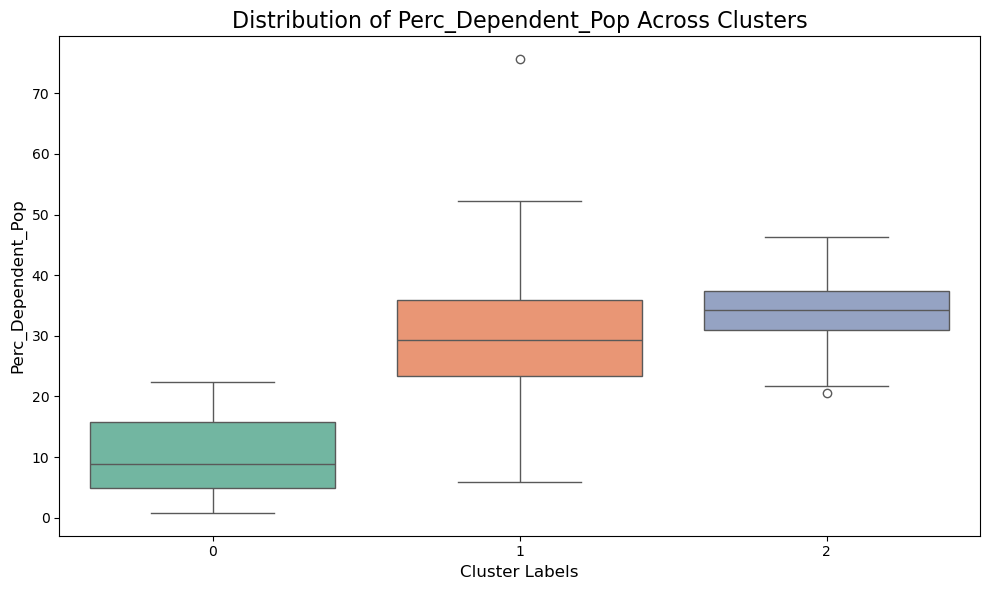 Distribution of Perc_Dependent_Pop Across Clusters
Perc_Dependent_Pop
70
60
50
40
30
20
10
0
0 1 2
Cluster Labels